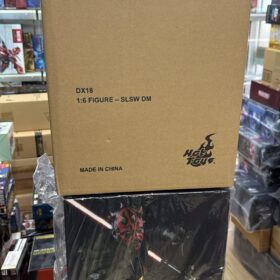 DX18
1:6 FIGURE – SLSW DM
Hot
Toys
MADE IN CHINA